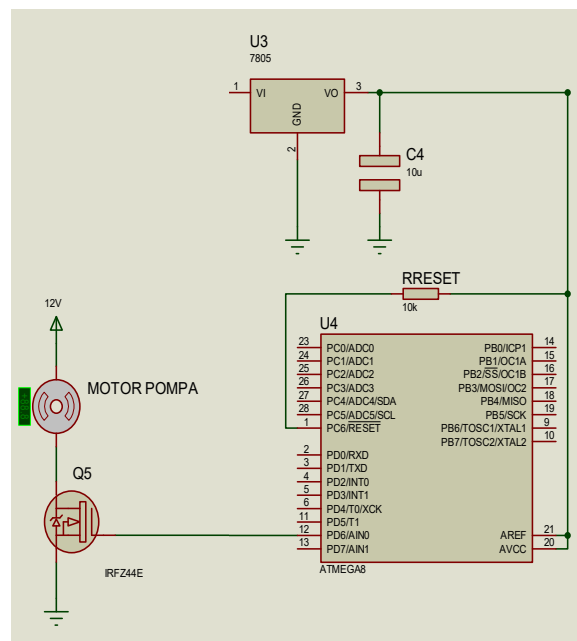 U3
7805
1
VI
VO
3
GND
2
C4
10u
RRESET
10k
12V
MOTOR POMPA
Q5
IRFZ44E
U4
23
PC0/ADC0
24
PC1/ADC1
25
PC2/ADC2
26
PC3/ADC3
27
PC4/ADC4/SDA
28
PC5/ADC5/SCL
1
PC6/RESET
2
PD0/RXD
3
PD1/TXD
4
PD2/INT0
5
PD3/INT1
6
PD4/T0/XCK
11
PD5/T1
12
PD6/AIN0
13
PD7/AIN1
PB0/ICP1
14
PB1/OC1A
15
PB2/SS/OC1B
16
PB3/MOSI/OC2
17
PB4/MISO
18
PB5/SCK
19
PB6/TOSC1/XTAL1
9
PB7/TOSC2/XTAL2
10
AREF
21
AVCC
20
ATMEGA8